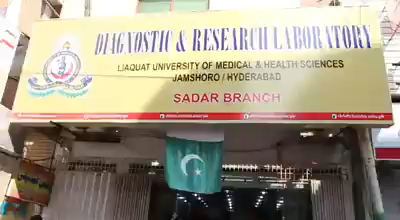 DIAGNOSTIC & RESEARCH LABORATORY
LIAQUAT UNIVERSITY OF MEDICAL & HEALTH SCIENCES
JAMSHORO / HYDERABAD
SADAR BRANCH